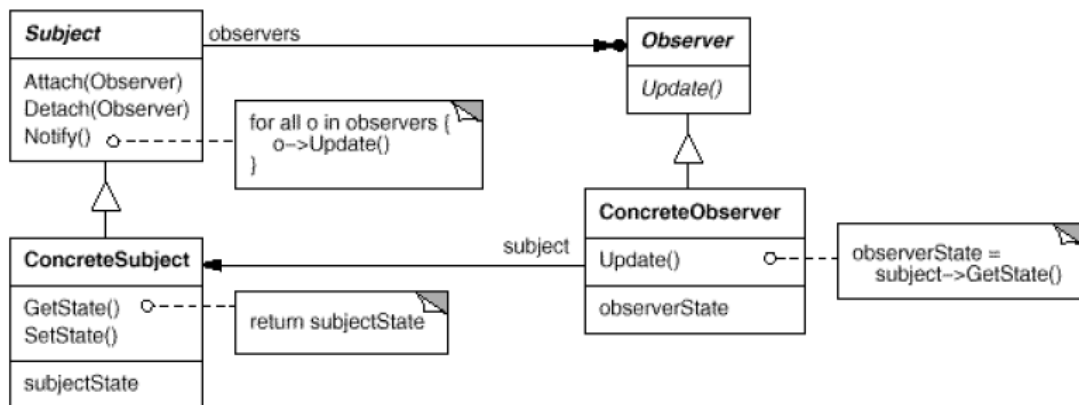 Subject
Attach(Observer)
Detach(Observer)
Notify()
observers
Observer
Update()
for all o in observers {
o->Update()
}
ConcreteSubject
GetState()
SetState()
subjectState
return subjectState
subject
ConcreteObserver
Update()
observerState
observerState =
subject->GetState()